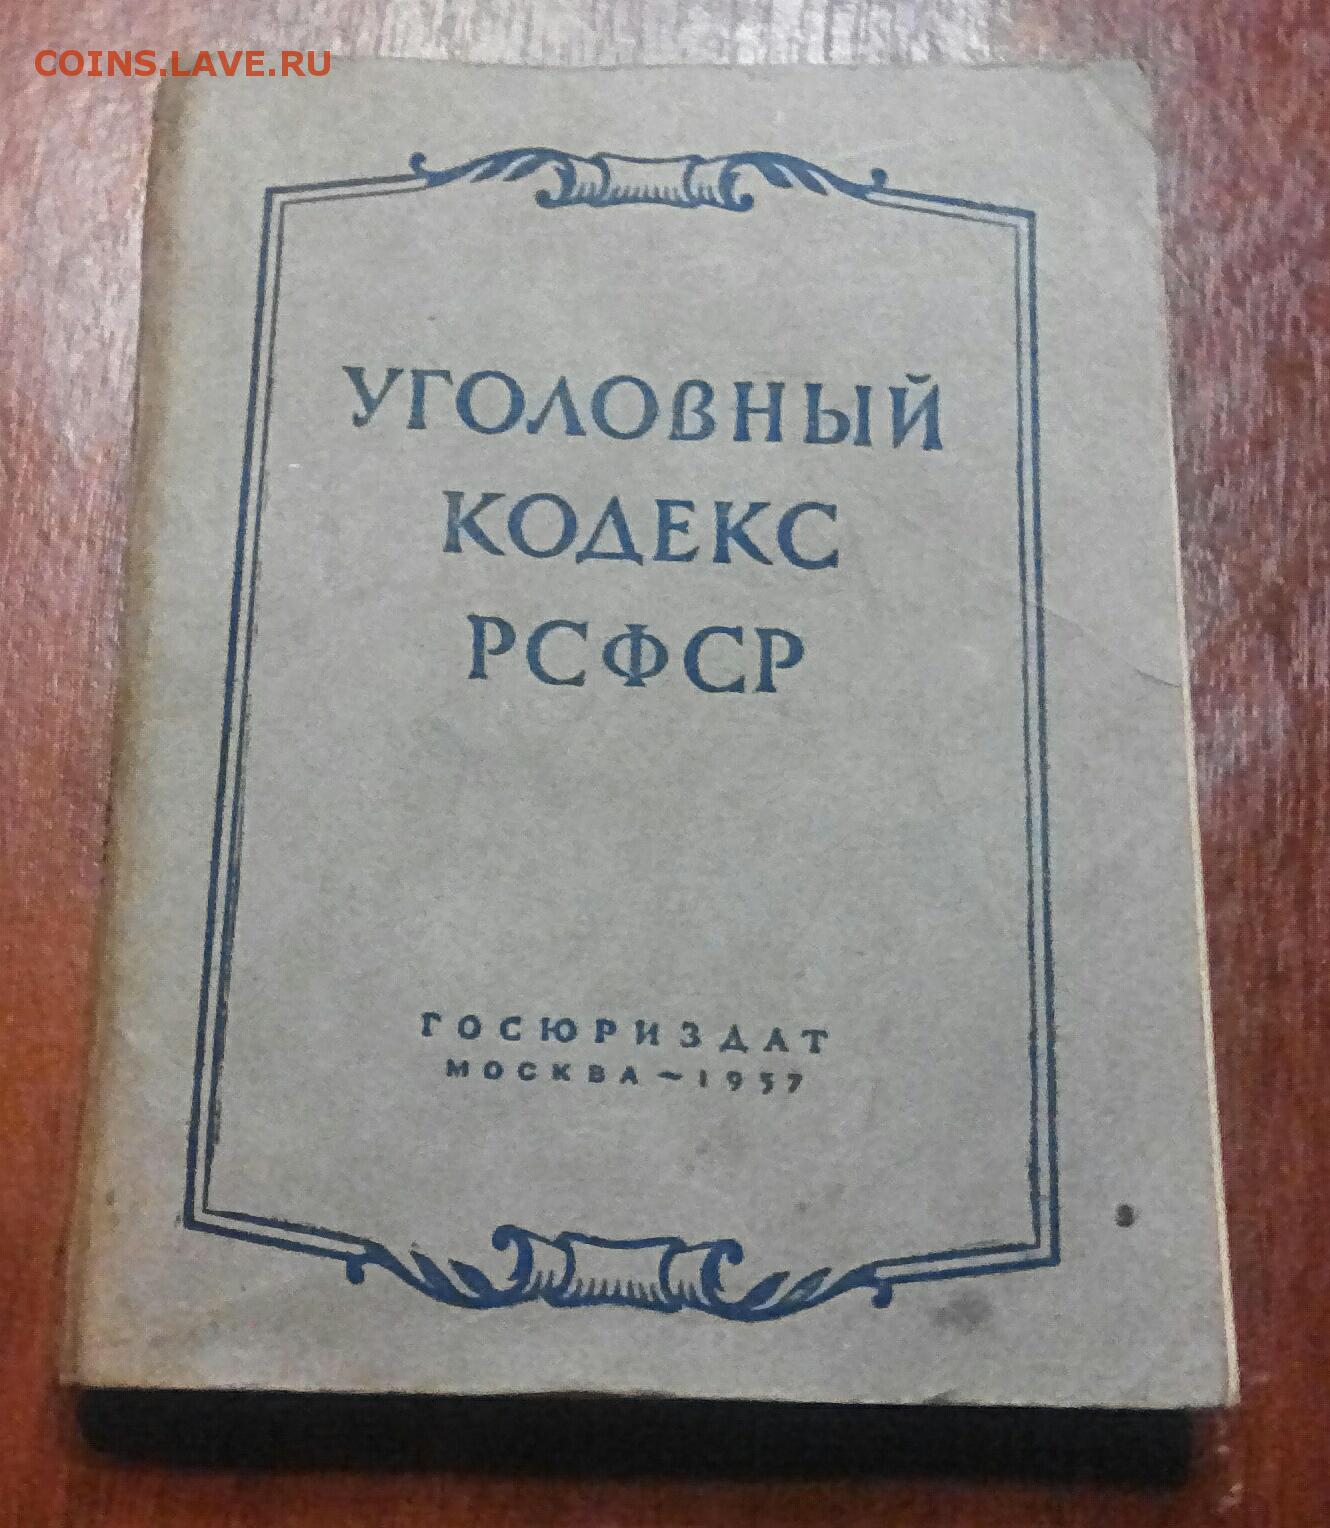 COINS.LAVE.RU
УГОЛОВНЫЙ
КОДЕКС
РСФСР
ГОСЮРИЗДАТ
МОСКВА ~ 1957